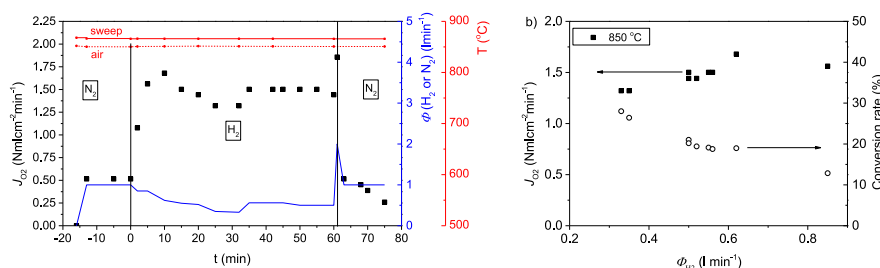 2.25
2.00
1.75
1.50
1.25
1.00
0.75
0.50
0.25
0.00
J_O2 (Nmlcm⁻²min⁻¹)
sweep
air
N₂
H₂
N₂
-20 -10 0 10 20 30 40 50 60 70 80
t (min)
5
4
3
2
1
0
Φ (H₂ or N₂) (lmin⁻¹)
900
850
800
750
700
650
600
550
500
T (°C)
b)
2.0
1.5
1.0
0.5
0.0
J_O2 (Nmlcm⁻²min⁻¹)
850 °C
0.2 0.4 0.6 0.8
Φ_H2 (l min⁻¹)
50
40
30
20
10
0
Conversion rate (%)